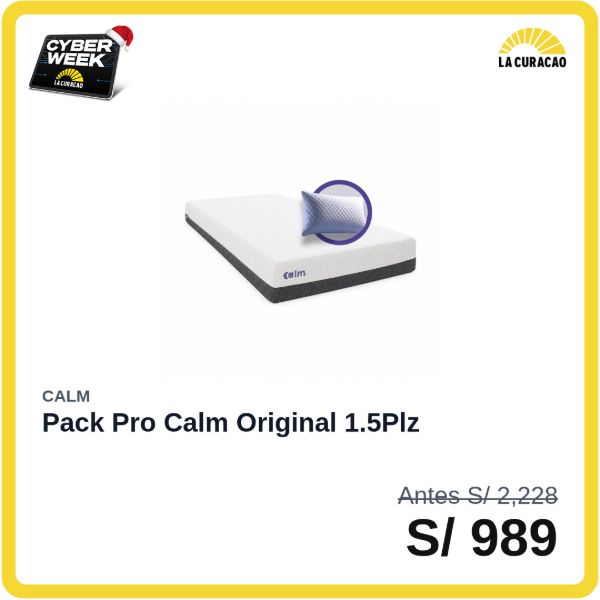 CYBER
WEEK
LA CURACAO
LA CURACAO
Calm.
CALM
Pack Pro Calm Original 1.5Plz
Antes S/ 2,228
S/ 989